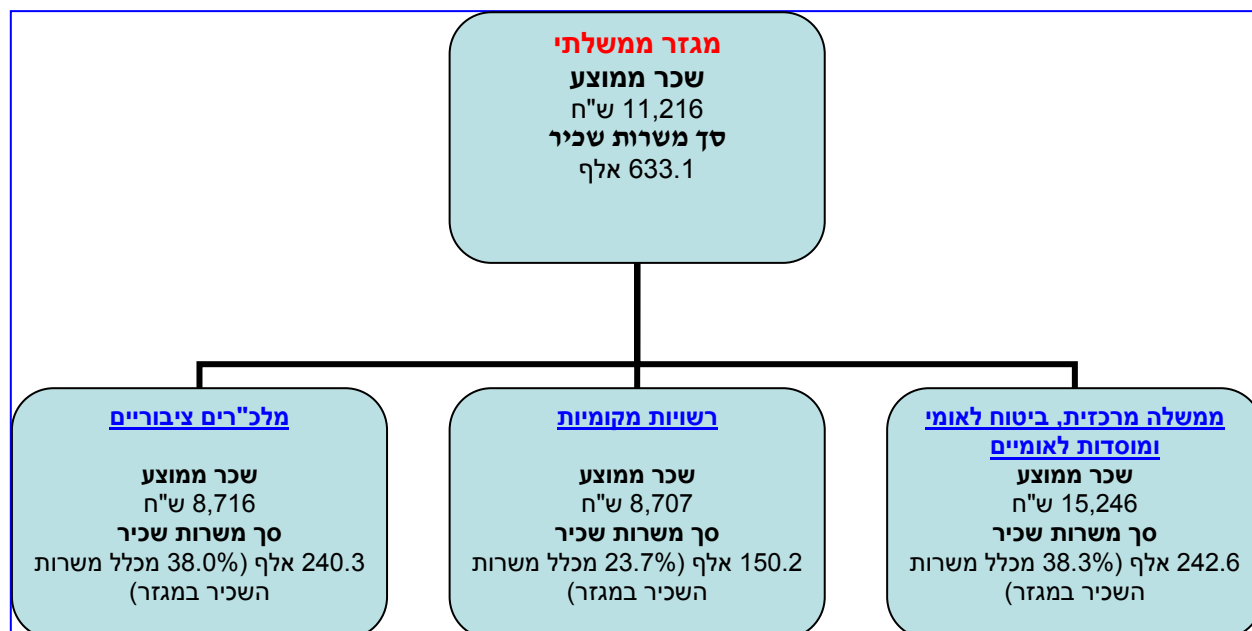 מגזר ממשלתי
שכר ממוצע
11,216 ש"ח
סך משרות שכיר
633.1 אלף
ממשלה מרכזית, ביטוח לאומי
ומוסדות לאומיים
שכר ממוצע
15,246 ש"ח
סך משרות שכיר
242.6 אלף (38.3% מכלל משרות
השכיר במגזר)
רשויות מקומיות
שכר ממוצע
8,707 ש"ח
סך משרות שכיר
150.2 אלף (23.7% מכלל משרות
השכיר במגזר)
מלכ"רים ציבוריים
שכר ממוצע
8,716 ש"ח
סך משרות שכיר
240.3 אלף (38.0% מכלל משרות
השכיר במגזר)